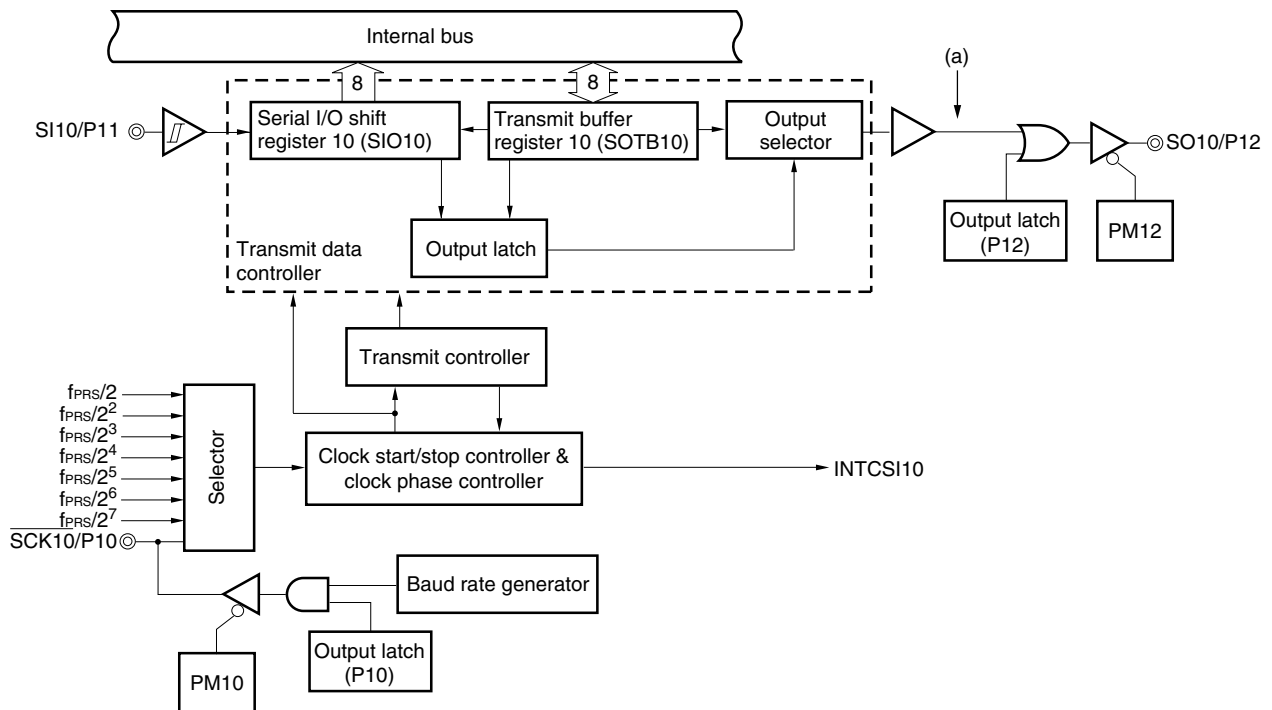 Internal bus
(a)
8
8
SI10/P11
Serial I/O shift
register 10 (SIO10)
Transmit buffer
register 10 (SOTB10)
Output
selector
SO10/P12
Output latch
(P12)
PM12
Output latch
Transmit data
controller
Transmit controller
fPRS/2
fPRS/2²
fPRS/2³
fPRS/2⁴
fPRS/2⁵
fPRS/2⁶
fPRS/2⁷
SCK10/P10
Selector
Clock start/stop controller &
clock phase controller
INTCSI10
Baud rate generator
Output latch
(P10)
PM10